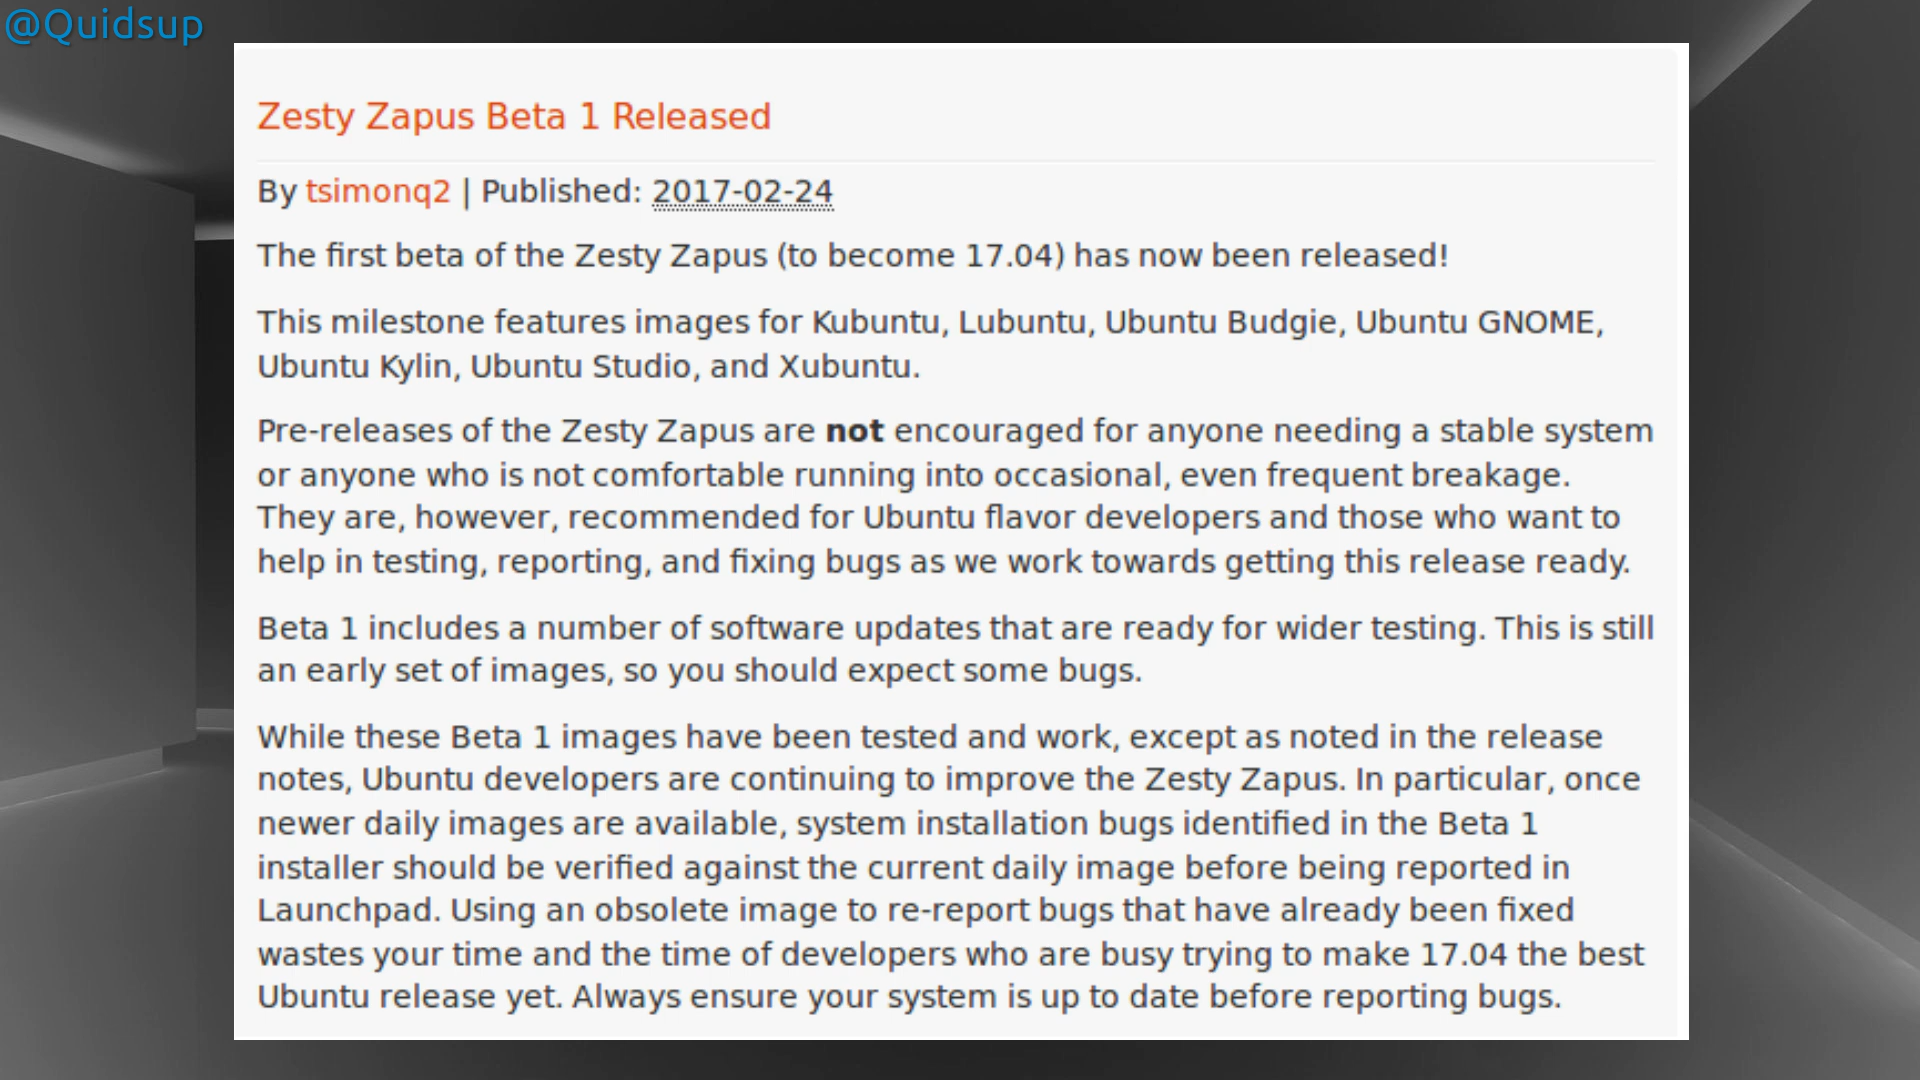 @Quidsup
Zesty Zapus Beta 1 Released
By tsimonq2 | Published: 2017-02-24
The first beta of the Zesty Zapus (to become 17.04) has now been released!
This milestone features images for Kubuntu, Lubuntu, Ubuntu Budgie, Ubuntu GNOME,
Ubuntu Kylin, Ubuntu Studio, and Xubuntu.
Pre-releases of the Zesty Zapus are not encouraged for anyone needing a stable system
or anyone who is not comfortable running into occasional, even frequent breakage.
They are, however, recommended for Ubuntu flavor developers and those who want to
help in testing, reporting, and fixing bugs as we work towards getting this release ready.
Beta 1 includes a number of software updates that are ready for wider testing. This is still
an early set of images, so you should expect some bugs.
While these Beta 1 images have been tested and work, except as noted in the release
notes, Ubuntu developers are continuing to improve the Zesty Zapus. In particular, once
newer daily images are available, system installation bugs identified in the Beta 1
installer should be verified against the current daily image before being reported in
Launchpad. Using an obsolete image to re-report bugs that have already been fixed
wastes your time and the time of developers who are busy trying to make 17.04 the best
Ubuntu release yet. Always ensure your system is up to date before reporting bugs.